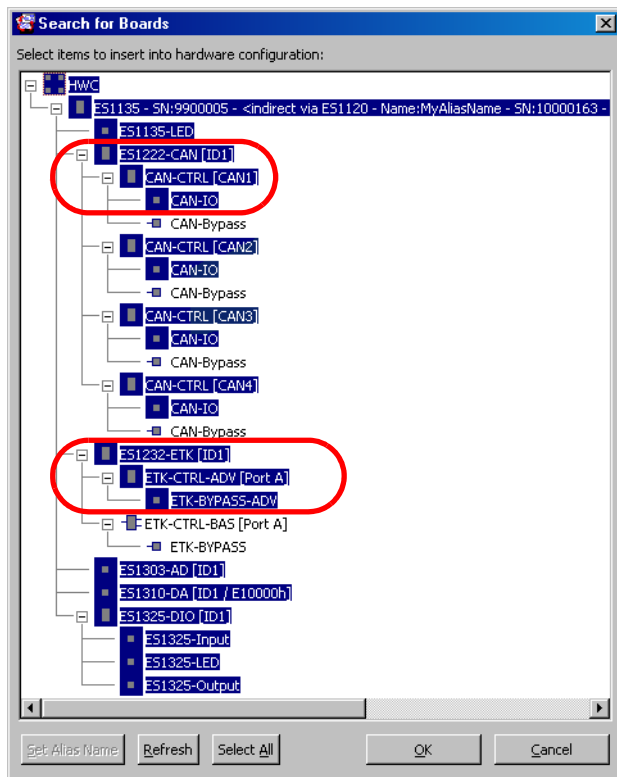 Search for Boards
Select items to insert into hardware configuration:
HWC
ES1135 - SN:9900005 - <indirect via ES1120 - Name:MyAliasName - SN:10000163 -
ES1135-LED
ES1222-CAN [ID1]
CAN-CTRL [CAN1]
CAN-IO
CAN-Bypass
CAN-CTRL [CAN2]
CAN-IO
CAN-Bypass
CAN-CTRL [CAN3]
CAN-IO
CAN-Bypass
CAN-CTRL [CAN4]
CAN-IO
CAN-Bypass
ES1232-ETK [ID1]
ETK-CTRL-ADV [Port A]
ETK-BYPASS-ADV
ETK-CTRL-BAS [Port A]
ETK-BYPASS
ES1303-AD [ID1]
ES1310-DA [ID1 / E10000h]
ES1325-DIO [ID1]
ES1325-Input
ES1325-LED
ES1325-Output
Set Alias Name Refresh Select All OK Cancel